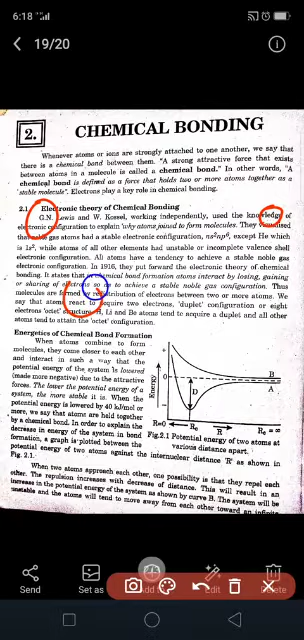 6:18
19/20
2.
CHEMICAL BONDING
Whenever atoms or ions are strongly attached to one another, we say that
there is a chemical bond between them. "A strong attractive force that exists
between atoms in a molecule is called a chemical bond." In other words, "A
chemical bond is defined as a force that holds two or more atoms together as a
stable molecule". Electrons play a key role in chemical bonding.
2.1 Electronic theory of Chemical Bonding
G.N. Lewis and W. Kossel, working independently, used the knowledge of
electronic configuration to explain 'why atoms joined to form molecules. They
that noble gas atoms had a stable electronic configuration, ns²np⁶, except He which
is 1s², while atoms of all other elements had unstable or incomplete valence shell
electronic configuration. All atoms have a tendency to achieve a stable noble gas
electronic configuration. In 1916, they put forward the electronic theory of chemical
bonding. It states that in chemical bond formation atoms interact by losing, gaining
or sharing of electrons so as to achieve a stable noble gas configuration. Thus
molecules are formed by redistribution of electrons between two or more atoms. We
say that atoms react to acquire two electrons, 'duplet' configuration or eight
electrons 'octet' structure. H, Li and Be atoms tend to acquire a duplet and all other
atoms tend to attain the 'octet' configuration.
Energetics of Chemical Bond Formation
When atoms combine to form
molecules, they come closer to each other
and interact in such a way that the
potential energy of the system is lowered
(made more negative) due to the attractive
forces. The lower the potential energy of a
system, the more stable it is. When the
potential energy is lowered by 40 kJ/mol or
more, we say that atoms are held together
by a chemical bond. In order to explain the
decrease in energy of the system in bond
formation, a graph is plotted between the
potential energy of two atoms against the internuclear distance 'R' as shown in
Fig. 2.1.
Energy
+
0
B
A
D
R=0
R
R = ∞
Fig.2.1 Potential energy of two atoms at
various distance apart.
When two atoms approach each other, one possibility is that they repel each
other. The repulsion increases with decrease of distance. This will result in an
increase in the potential energy of the system as shown by curve B. The system will be
unstable and the atoms will tend to move away from each other toward an infinite
Send
Set as
Edit